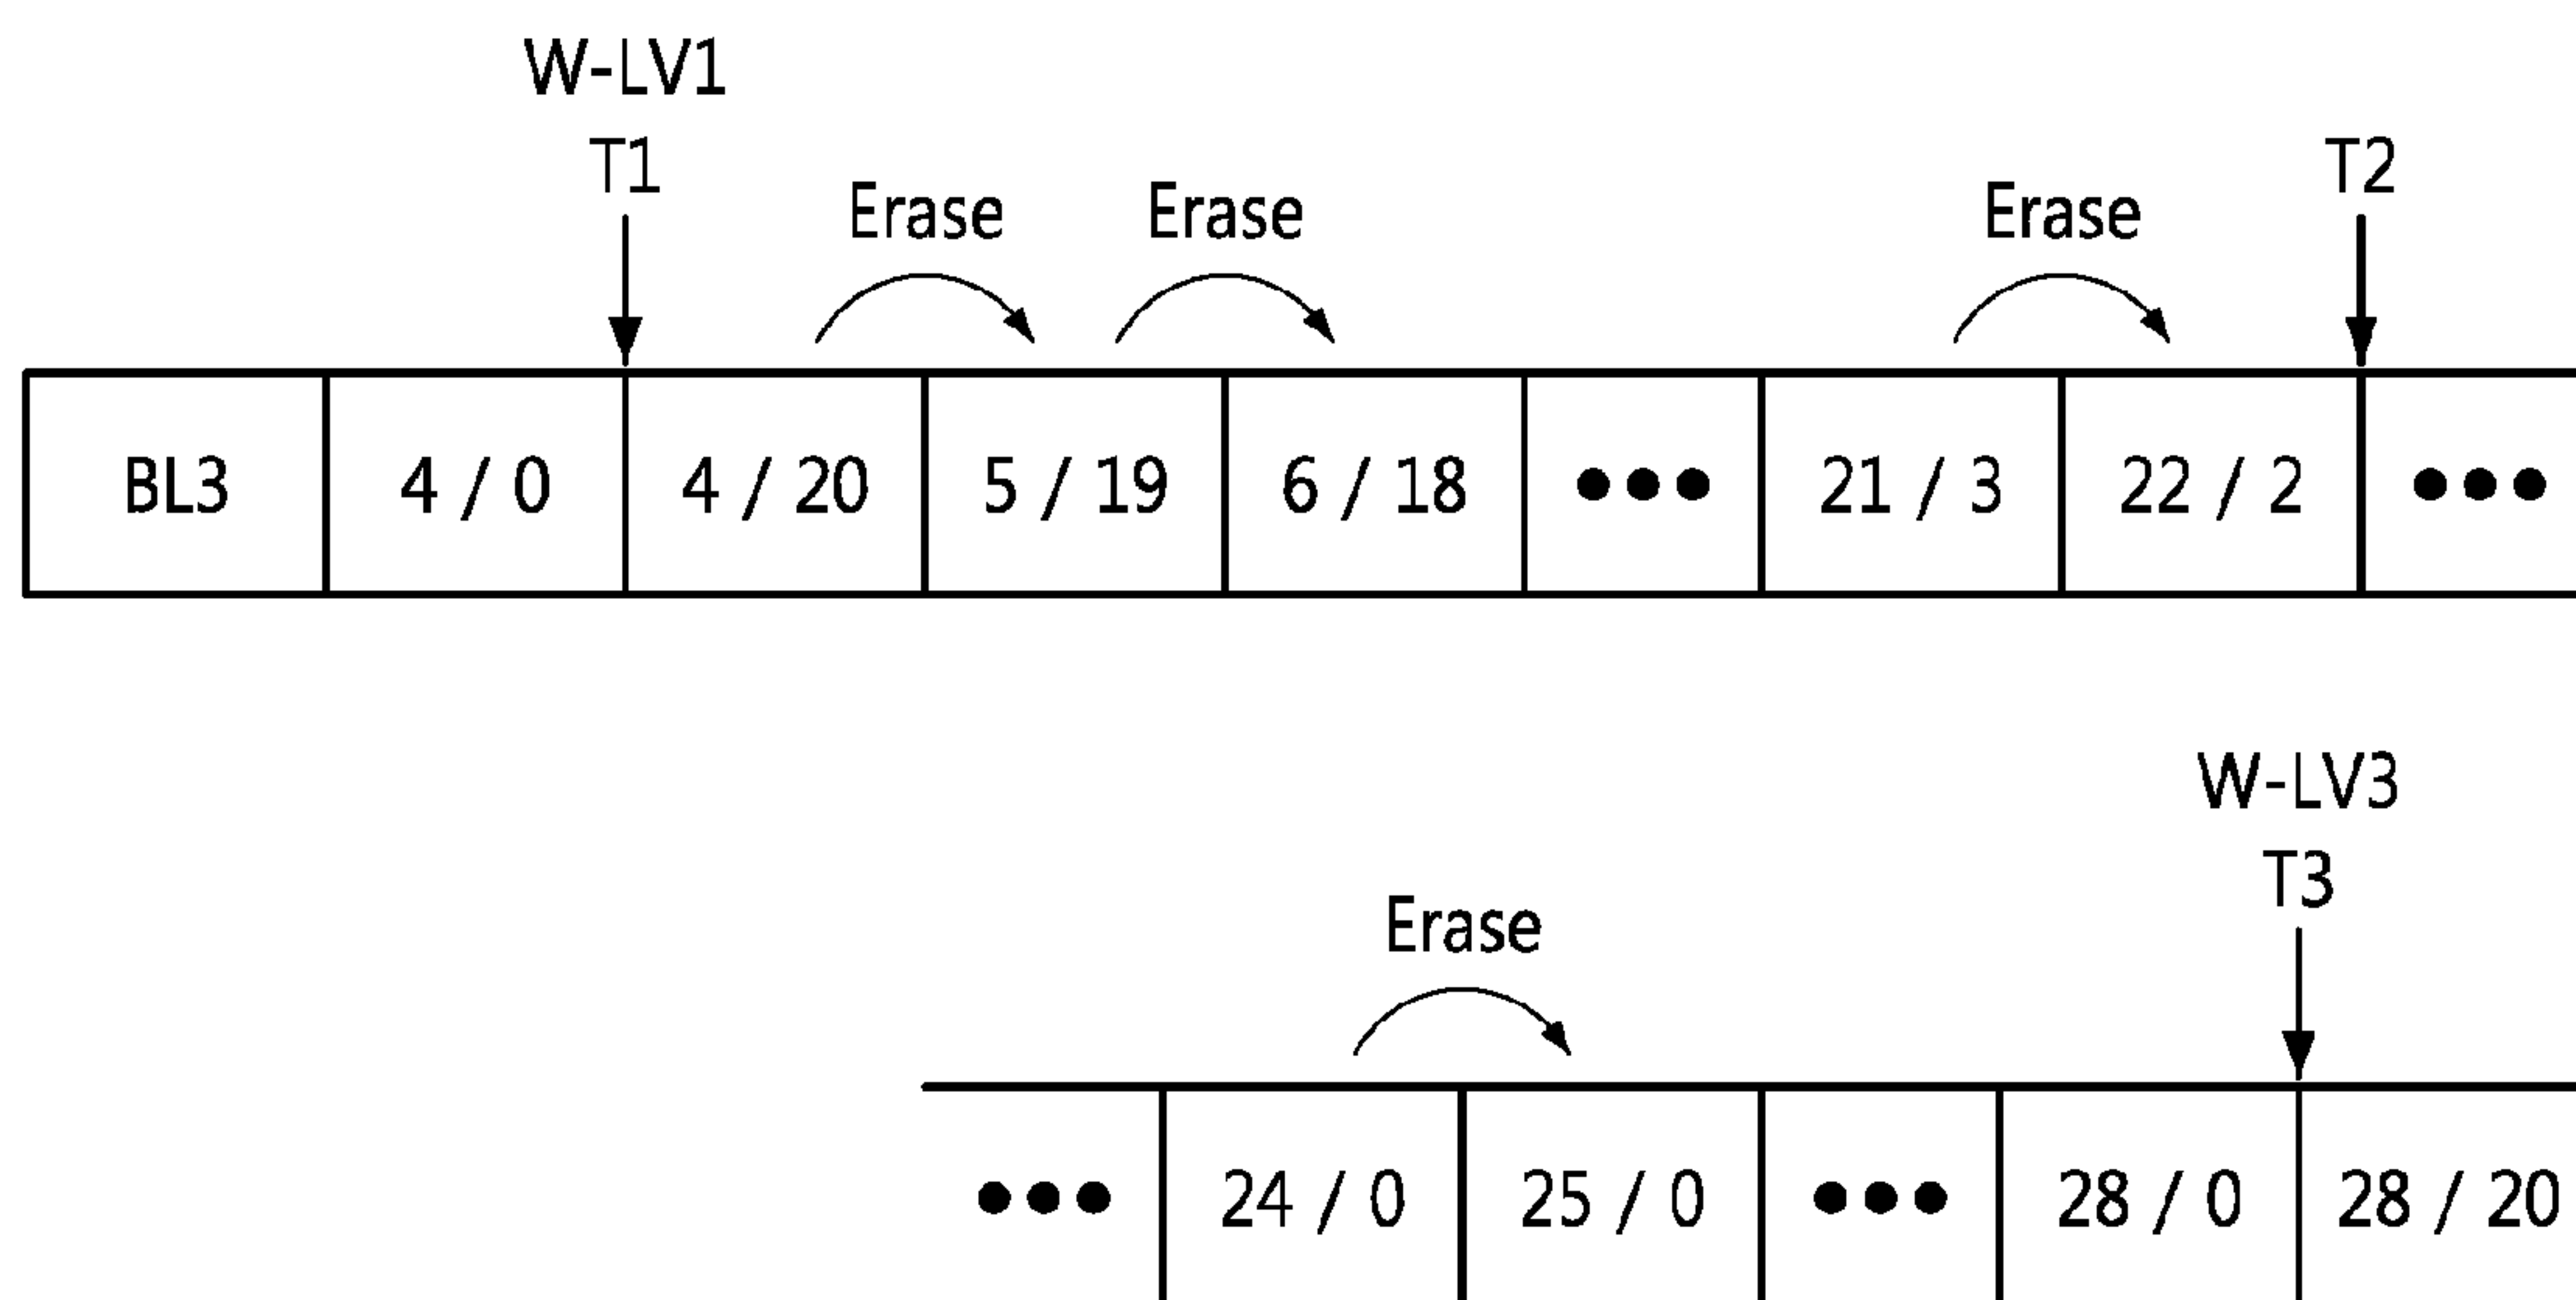 W-LV1
T1
T2
Erase Erase Erase
BL3 4 / 0 4 / 20 5 / 19 6 / 18 ••• 21 / 3 22 / 2 •••
W-LV3
T3
Erase
••• 24 / 0 25 / 0 ••• 28 / 0 28 / 20